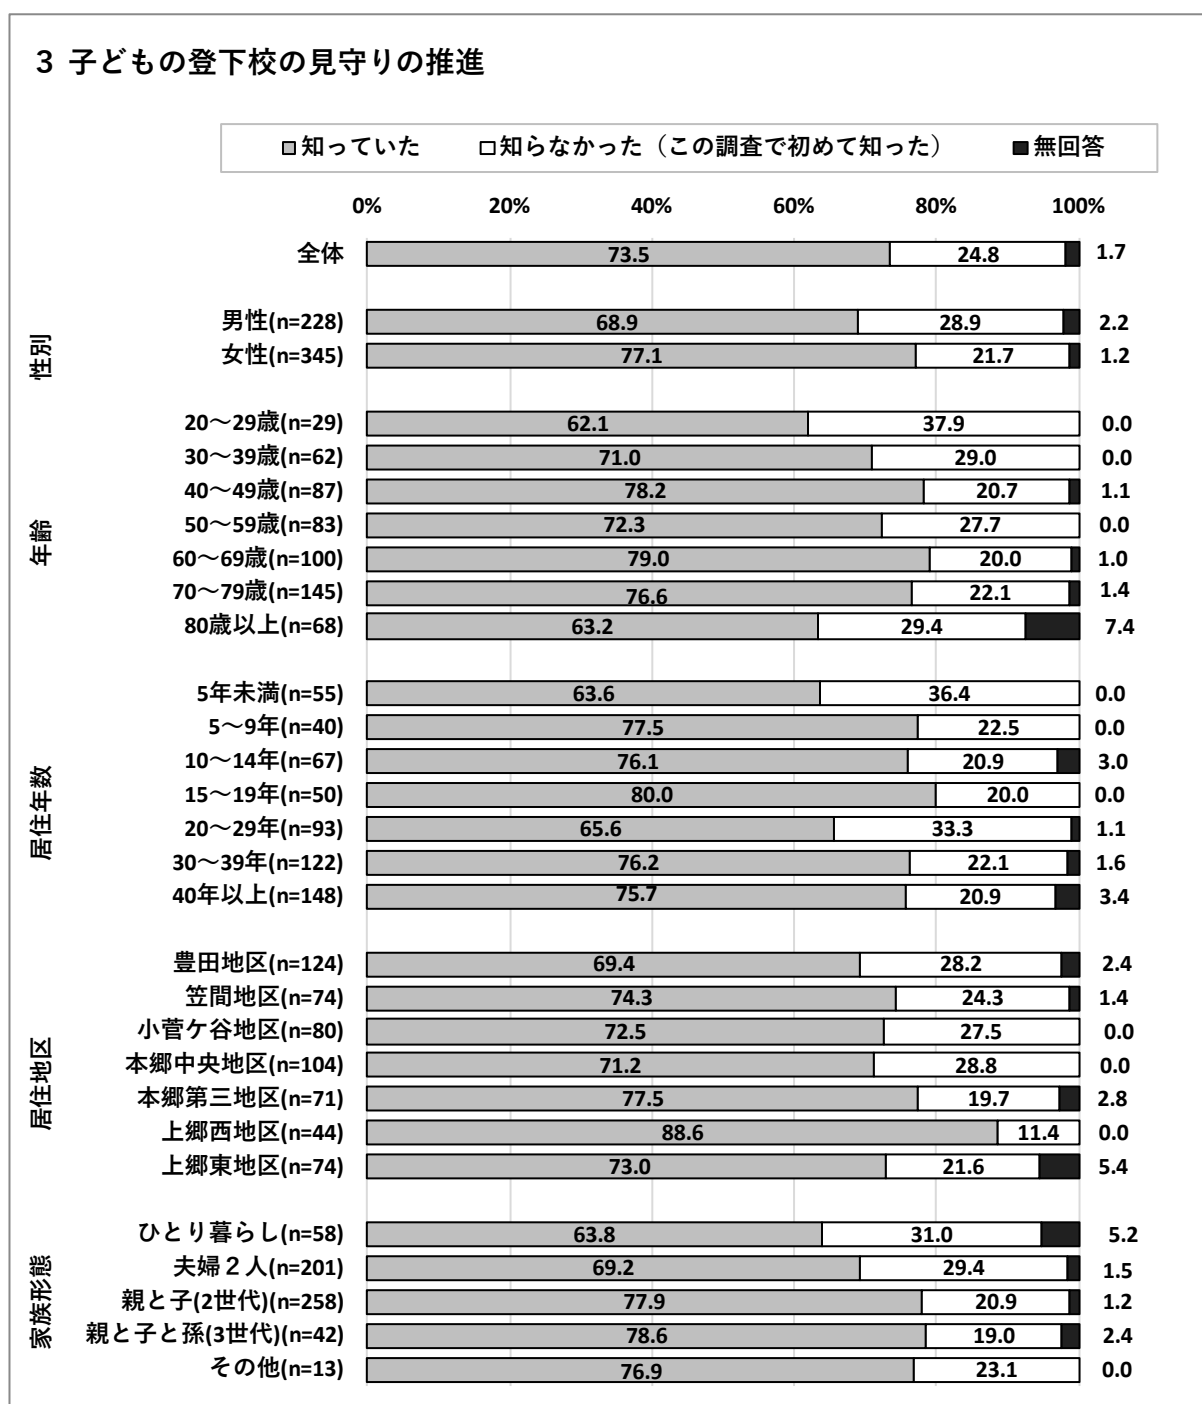 3 子どもの登下校の見守りの推進
知っていた 知らなかった（この調査で初めて知った） 無回答
0% 20% 40% 60% 80% 100%
全体 73.5 24.8 1.7
性別
男性(n=228) 68.9 28.9 2.2
女性(n=345) 77.1 21.7 1.2
年齢
20～29歳(n=29) 62.1 37.9 0.0
30～39歳(n=62) 71.0 29.0 0.0
40～49歳(n=87) 78.2 20.7 1.1
50～59歳(n=83) 72.3 27.7 0.0
60～69歳(n=100) 79.0 20.0 1.0
70～79歳(n=145) 76.6 22.1 1.4
80歳以上(n=68) 63.2 29.4 7.4
居住年数
5年未満(n=55) 63.6 36.4 0.0
5～9年(n=40) 77.5 22.5 0.0
10～14年(n=67) 76.1 20.9 3.0
15～19年(n=50) 80.0 20.0 0.0
20～29年(n=93) 65.6 33.3 1.1
30～39年(n=122) 76.2 22.1 1.6
40年以上(n=148) 75.7 20.9 3.4
居住地区
豊田地区(n=124) 69.4 28.2 2.4
笠間地区(n=74) 74.3 24.3 1.4
小菅ケ谷地区(n=80) 72.5 27.5 0.0
本郷中央地区(n=104) 71.2 28.8 0.0
本郷第三地区(n=71) 77.5 19.7 2.8
上郷西地区(n=44) 88.6 11.4 0.0
上郷東地区(n=74) 73.0 21.6 5.4
家族形態
ひとり暮らし(n=58) 63.8 31.0 5.2
夫婦２人(n=201) 69.2 29.4 1.5
親と子(2世代)(n=258) 77.9 20.9 1.2
親と子と孫(3世代)(n=42) 78.6 19.0 2.4
その他(n=13) 76.9 23.1 0.0